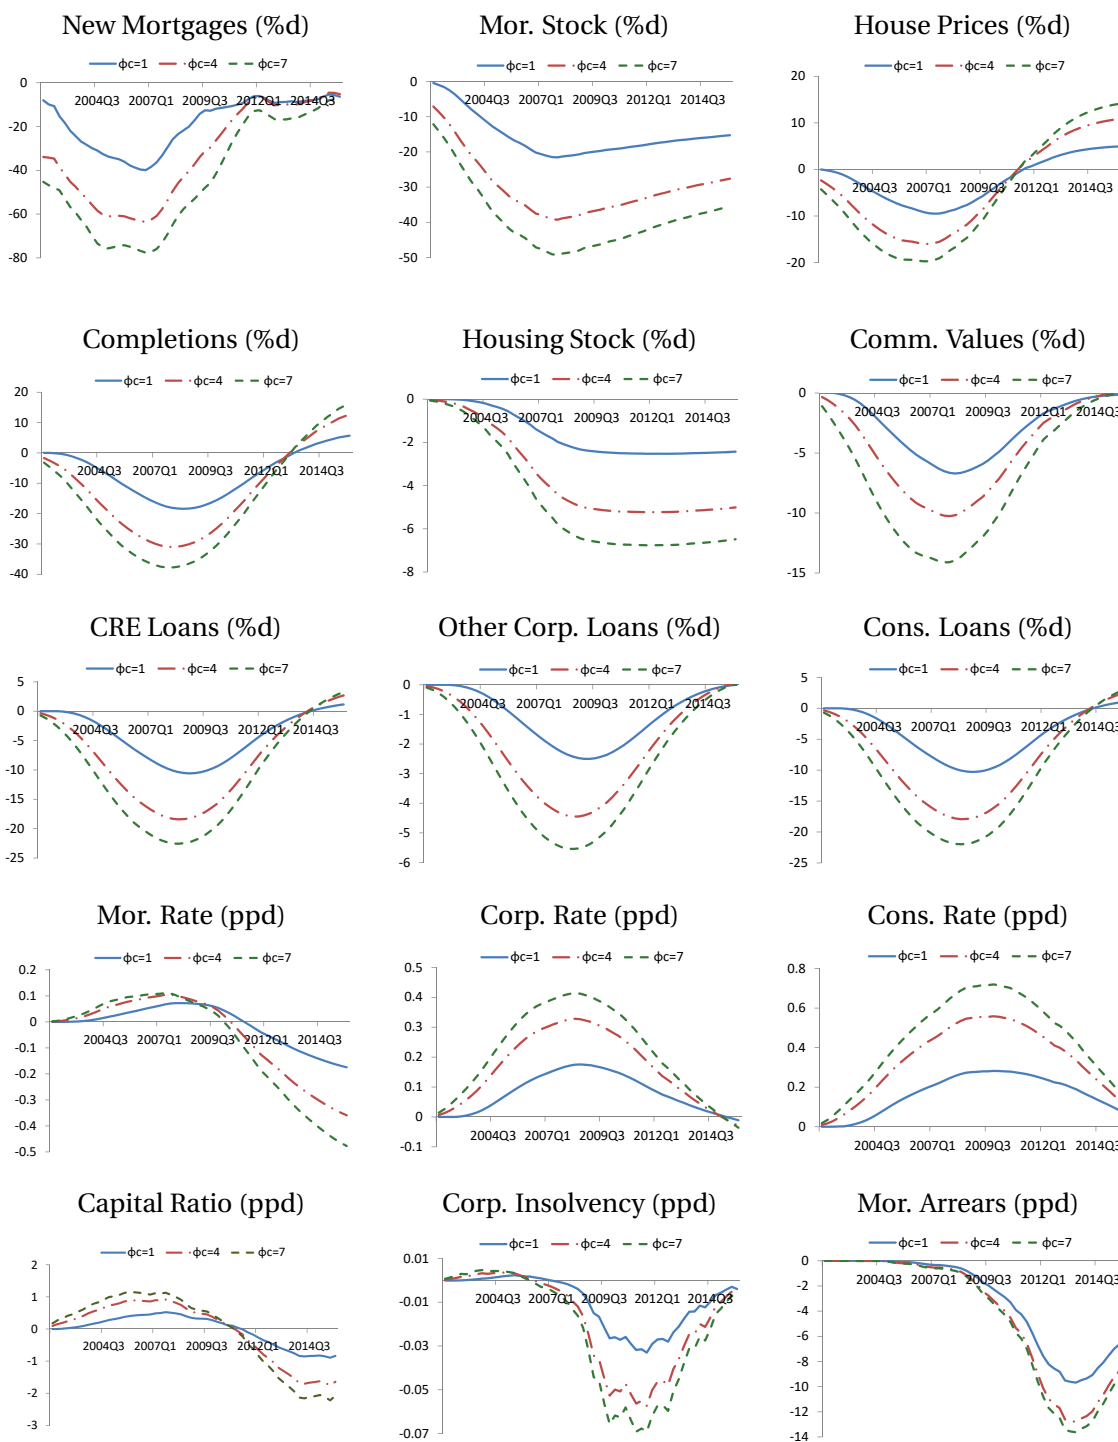 New Mortgages (%d)
Mor. Stock (%d)
House Prices (%d)
φc=1 φc=4 φc=7
φc=1 φc=4 φc=7
φc=1 φc=4 φc=7
0
-20
-40
-60
-80
2004Q3 2007Q1 2009Q3 2012Q1 2014Q3
0
-10
-20
-30
-40
-50
2004Q3 2007Q1 2009Q3 2012Q1 2014Q3
20
10
0
-10
-20
2004Q3 2007Q1 2009Q3 2012Q1 2014Q3
Completions (%d)
Housing Stock (%d)
Comm. Values (%d)
φc=1 φc=4 φc=7
φc=1 φc=4 φc=7
φc=1 φc=4 φc=7
20
10
0
-10
-20
-30
-40
2004Q3 2007Q1 2009Q3 2012Q1 2014Q3
0
-2
-4
-6
-8
2004Q3 2007Q1 2009Q3 2012Q1 2014Q3
0
-5
-10
-15
2004Q3 2007Q1 2009Q3 2012Q1 2014Q3
CRE Loans (%d)
Other Corp. Loans (%d)
Cons. Loans (%d)
φc=1 φc=4 φc=7
φc=1 φc=4 φc=7
φc=1 φc=4 φc=7
5
0
-5
-10
-15
-20
-25
2004Q3 2007Q1 2009Q3 2012Q1 2014Q3
0
-1
-2
-3
-4
-5
-6
2004Q3 2007Q1 2009Q3 2012Q1 2014Q3
5
0
-5
-10
-15
-20
-25
2004Q3 2007Q1 2009Q3 2012Q1 2014Q3
Mor. Rate (ppd)
Corp. Rate (ppd)
Cons. Rate (ppd)
φc=1 φc=4 φc=7
φc=1 φc=4 φc=7
φc=1 φc=4 φc=7
0.2
0.1
0
-0.1
-0.2
-0.3
-0.4
-0.5
2004Q3 2007Q1 2009Q3 2012Q1 2014Q3
0.5
0.4
0.3
0.2
0.1
0
-0.1
2004Q3 2007Q1 2009Q3 2012Q1 2014Q3
0.8
0.6
0.4
0.2
0
2004Q3 2007Q1 2009Q3 2012Q1 2014Q3
Capital Ratio (ppd)
Corp. Insolvency (ppd)
Mor. Arrears (ppd)
φc=1 φc=4 φc=7
φc=1 φc=4 φc=7
φc=1 φc=4 φc=7
2
1
0
-1
-2
-3
2004Q3 2007Q1 2009Q3 2012Q1 2014Q3
0.01
-0.01
-0.03
-0.05
-0.07
2004Q3 2007Q1 2009Q3 2012Q1 2014Q3
0
-2
-4
-6
-8
-10
-12
-14
2004Q3 2007Q1 2009Q3 2012Q1 2014Q3